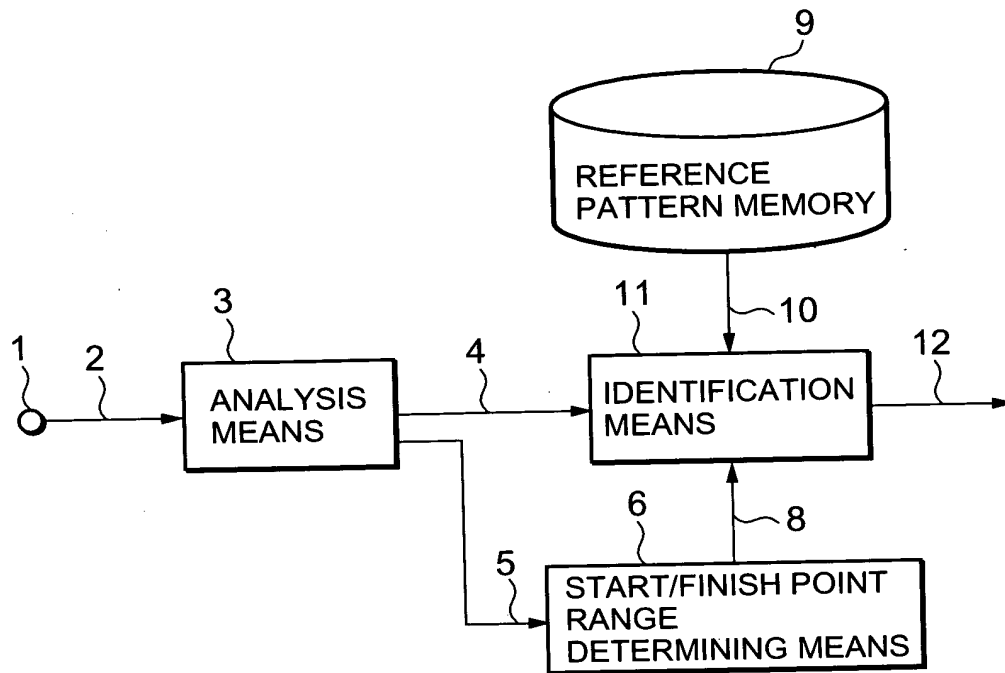 9
REFERENCE
PATTERN MEMORY
3
11
10
1
2
4
12
ANALYSIS
MEANS
IDENTIFICATION
MEANS
6
8
5
START/FINISH POINT
RANGE
DETERMINING MEANS